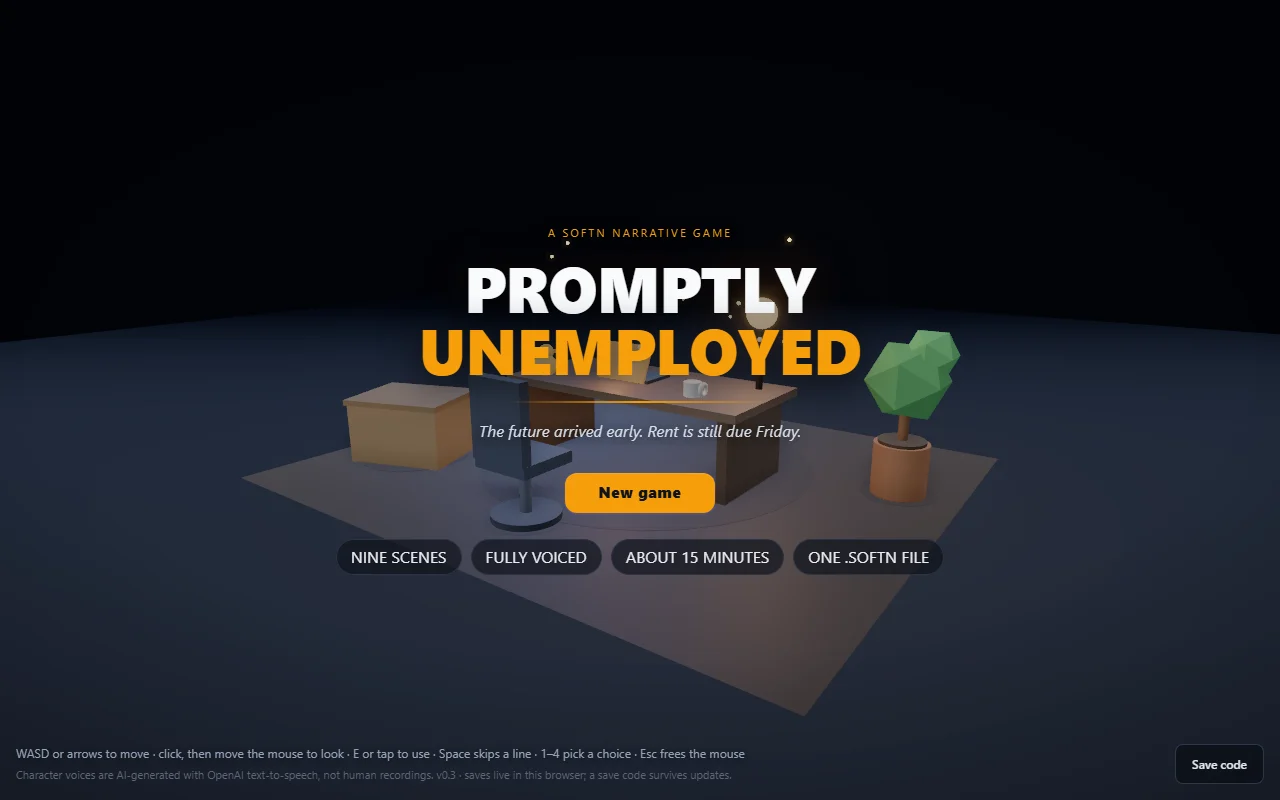 A SOFTN NARRATIVE GAME
PROMPTLY
UNEMPLOYED
The future arrived early. Rent is still due Friday.
New game
NINE SCENES
FULLY VOICED
ABOUT 15 MINUTES
ONE .SOFTN FILE
WASD or arrows to move · click, then move the mouse to look · E or tap to use · Space skips a line · 1–4 pick a choice · Esc frees the mouse
Character voices are AI-generated with OpenAI text-to-speech, not human recordings. v0.3 · saves live in this browser; a save code survives updates.
Save code